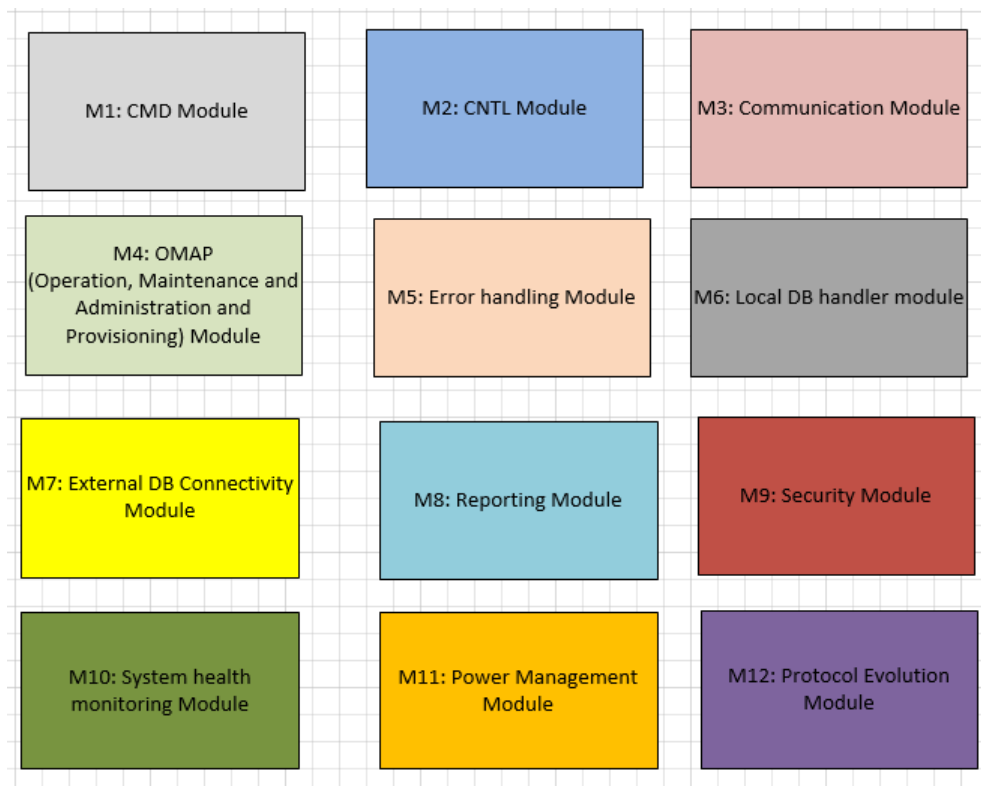 M1: CMD Module
M2: CNTL Module
M3: Communication Module
M4: OMAP
(Operation, Maintenance and
Administration and
Provisioning) Module
M5: Error handling Module
M6: Local DB handler module
M7: External DB Connectivity
Module
M8: Reporting Module
M9: Security Module
M10: System health
monitoring Module
M11: Power Management
Module
M12: Protocol Evolution
Module